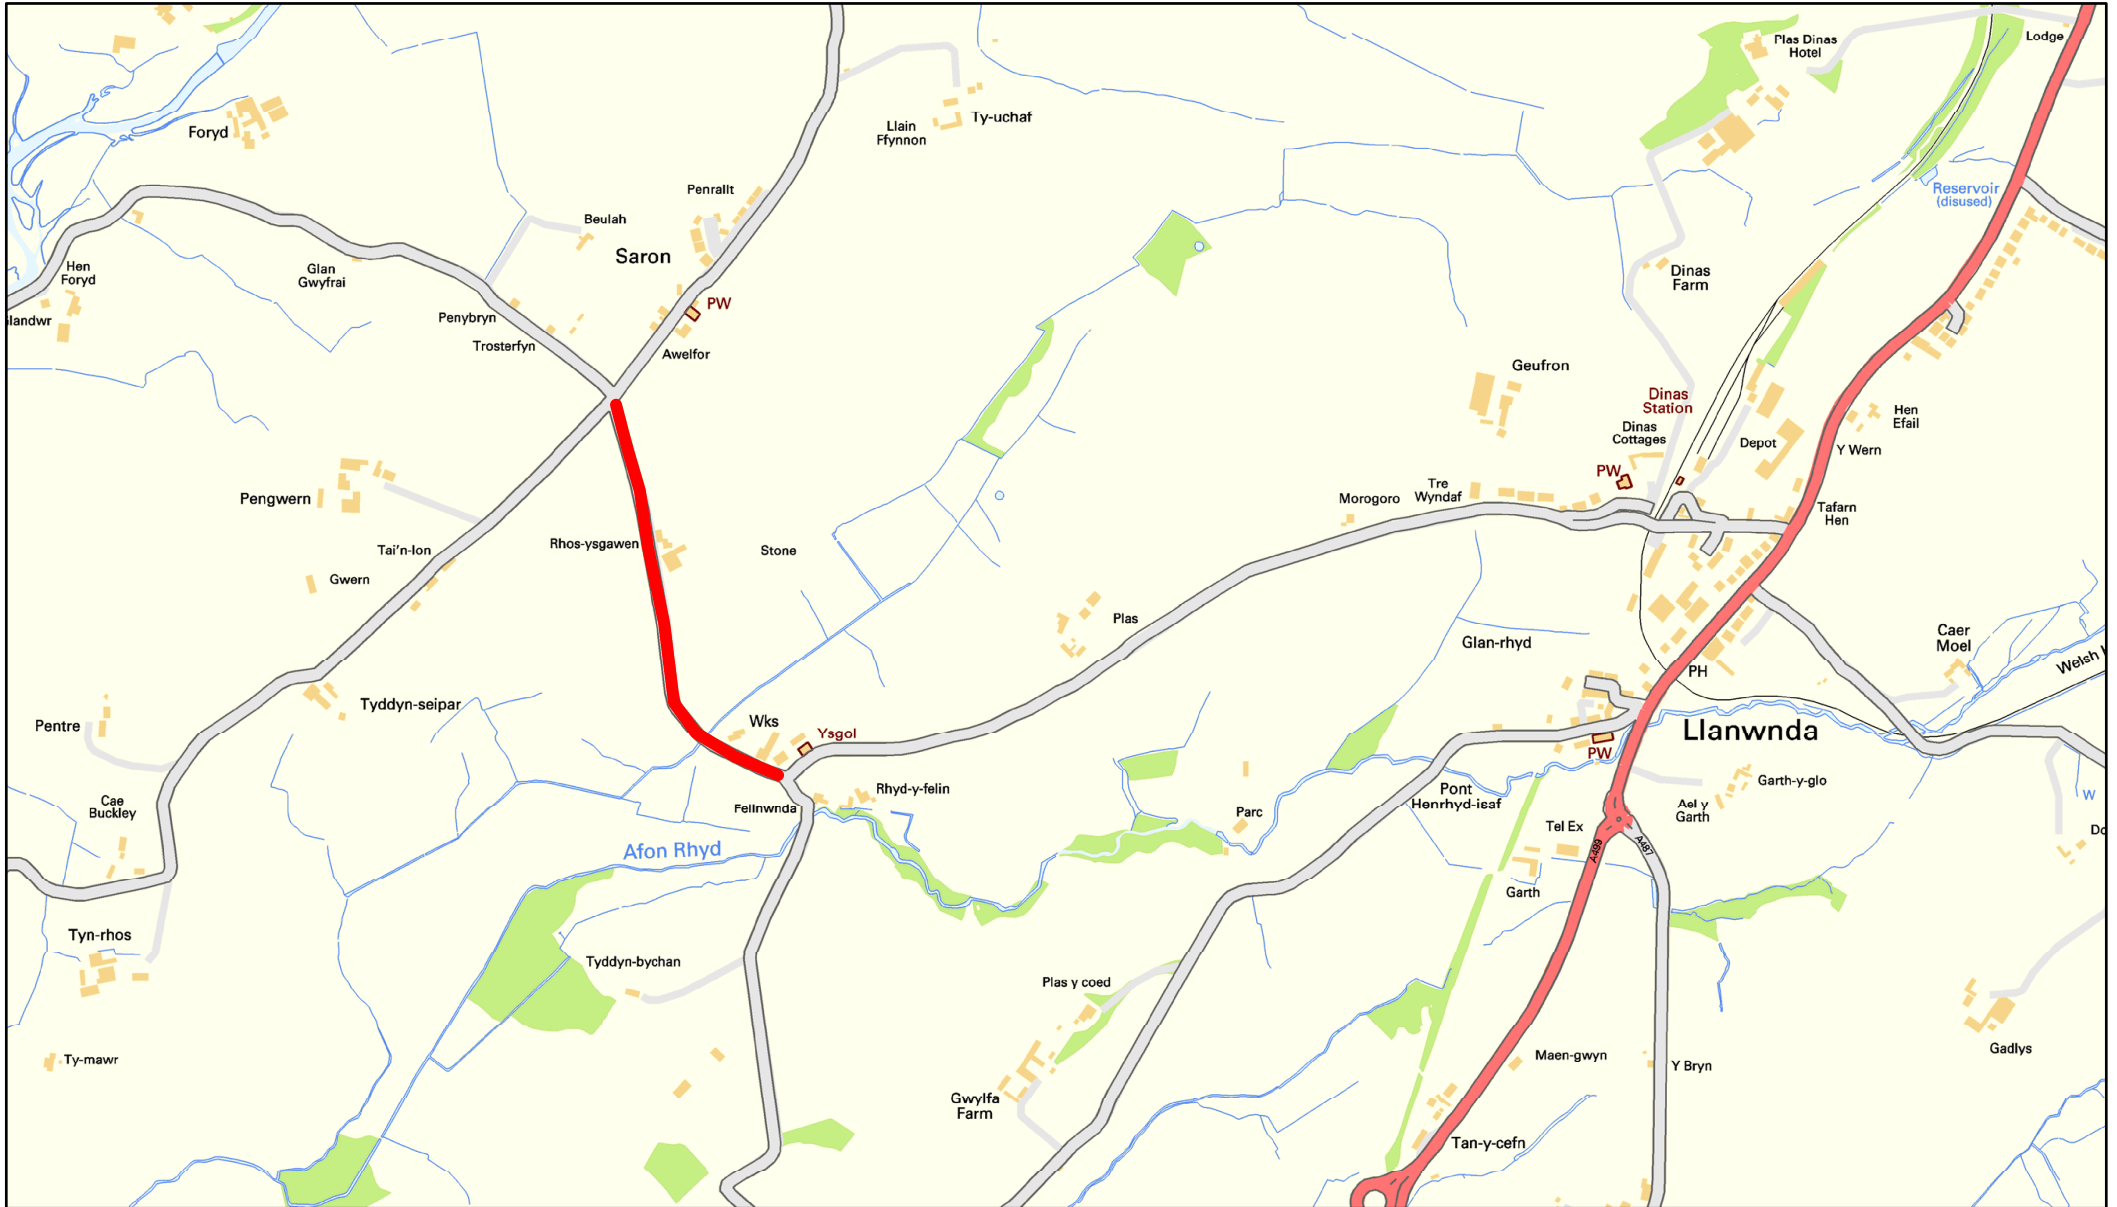 Plas Dinas
Hotel
Lodge
Foryd
Llain
Ffynnon
Ty-uchaf
Penrallt
Reservoir
(disused)
Beulah
Saron
Hen
Foryd
Glan
Gwyfrai
Dinas
Farm
PW
Penybryn
Trosterfyn
Awelfor
Geufron
Dinas
Station
Dinas
Cottages
Hen
Efail
Depot
Y Wern
PW
Tre
Wyndaf
Morogoro
Pengwern
Tafarn
Hen
Tai'n-lon
Gwern
Rhos-ysgawen
Stone
Plas
Glan-rhyd
Caer
Moel
Welsh
PH
Tyddyn-seipar
Pentre
Wks
Ysgol
Llanwnda
PW
Garth-y-glo
Cae
Buckley
Felinwnda
Rhyd-y-felin
Pont
Henrhyd-isaf
Parc
Ael y
Garth
Tel Ex
A499
A487
Afon Rhyd
Garth
Tyn-rhos
Tyddyn-bychan
Plas y coed
Ty-mawr
Maen-gwyn
Y Bryn
Gadlys
Gwylfa
Farm
Tan-y-cefn